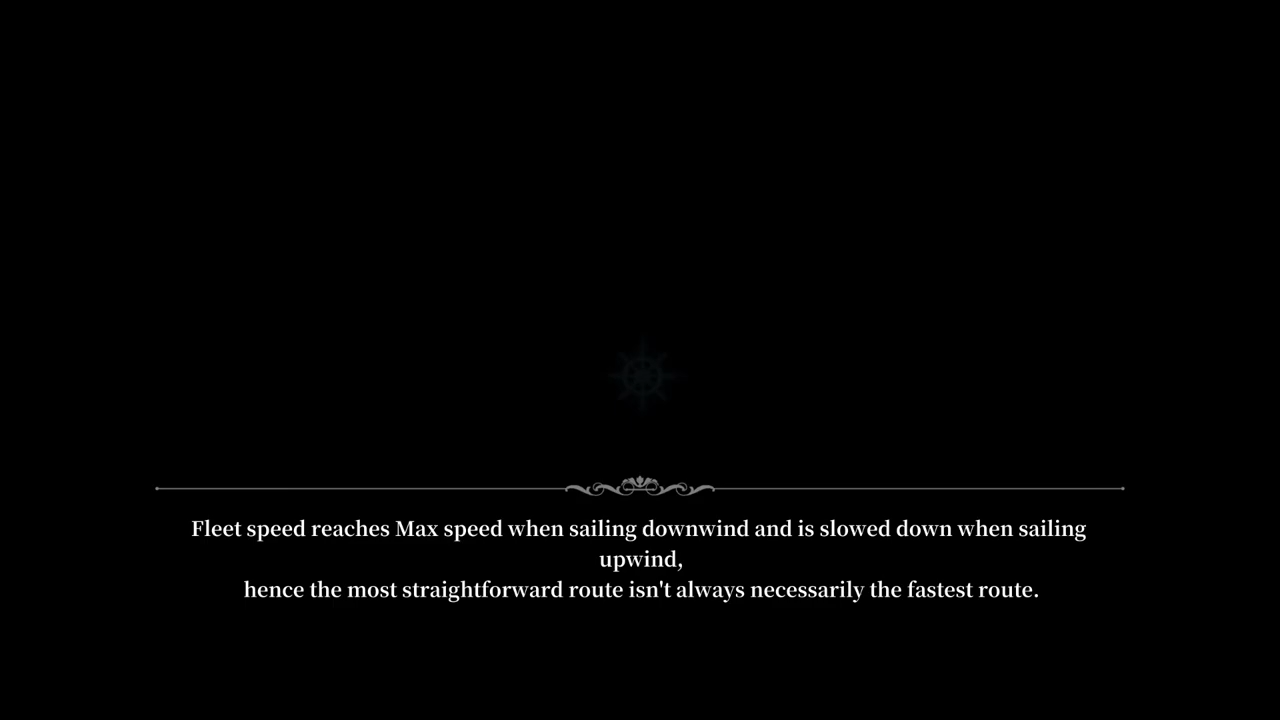 Fleet speed reaches Max speed when sailing downwind and is slowed down when sailing
upwind,
hence the most straightforward route isn't always necessarily the fastest route.